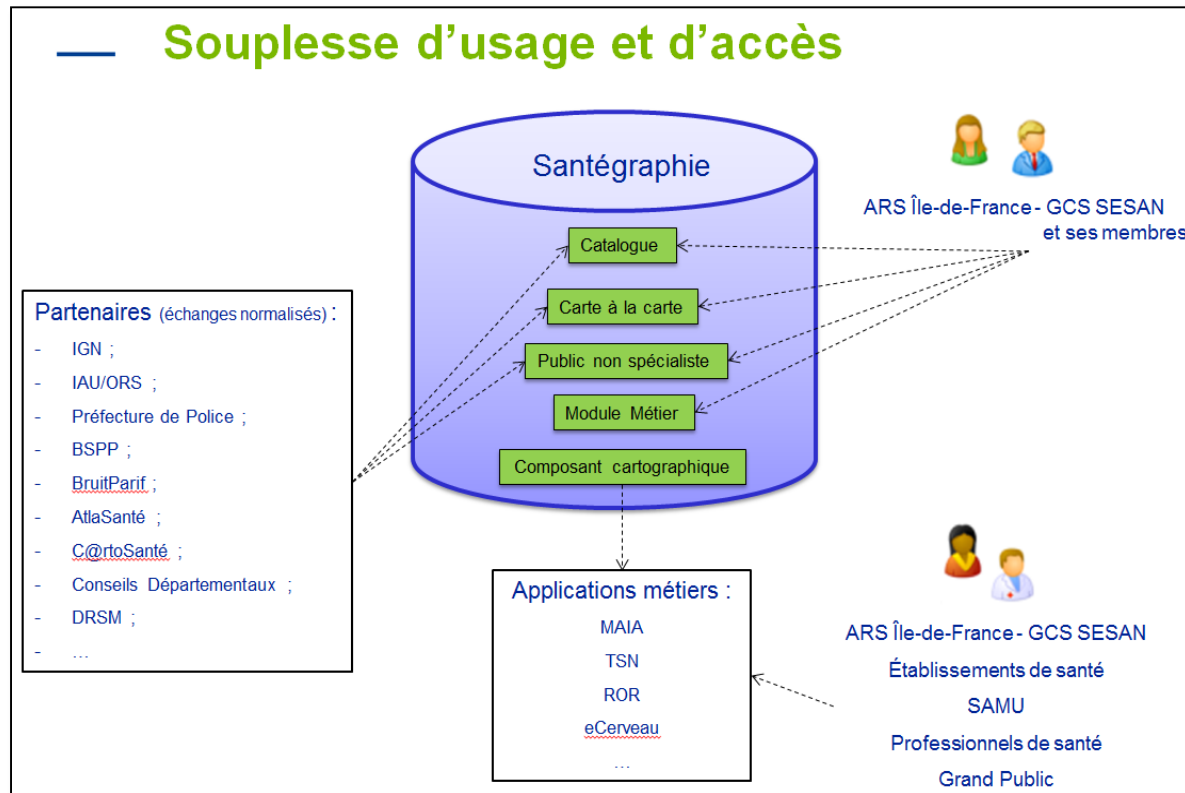 Souplesse d’usage et d’accès
Santégraphie
Catalogue
Carte à la carte
Public non spécialiste
Module Métier
Composant cartographique
ARS Île-de-France - GCS SESAN
et ses membres
Partenaires (échanges normalisés) :
- IGN ;
- IAU/ORS ;
- Préfecture de Police ;
- BSPP ;
- BruitParif ;
- AtlaSanté ;
- C@rtoSanté ;
- Conseils Départementaux ;
- DRSM ;
- ...
Applications métiers :
MAIA
TSN
ROR
eCerveau
...
ARS Île-de-France - GCS SESAN
Établissements de santé
SAMU
Professionnels de santé
Grand Public